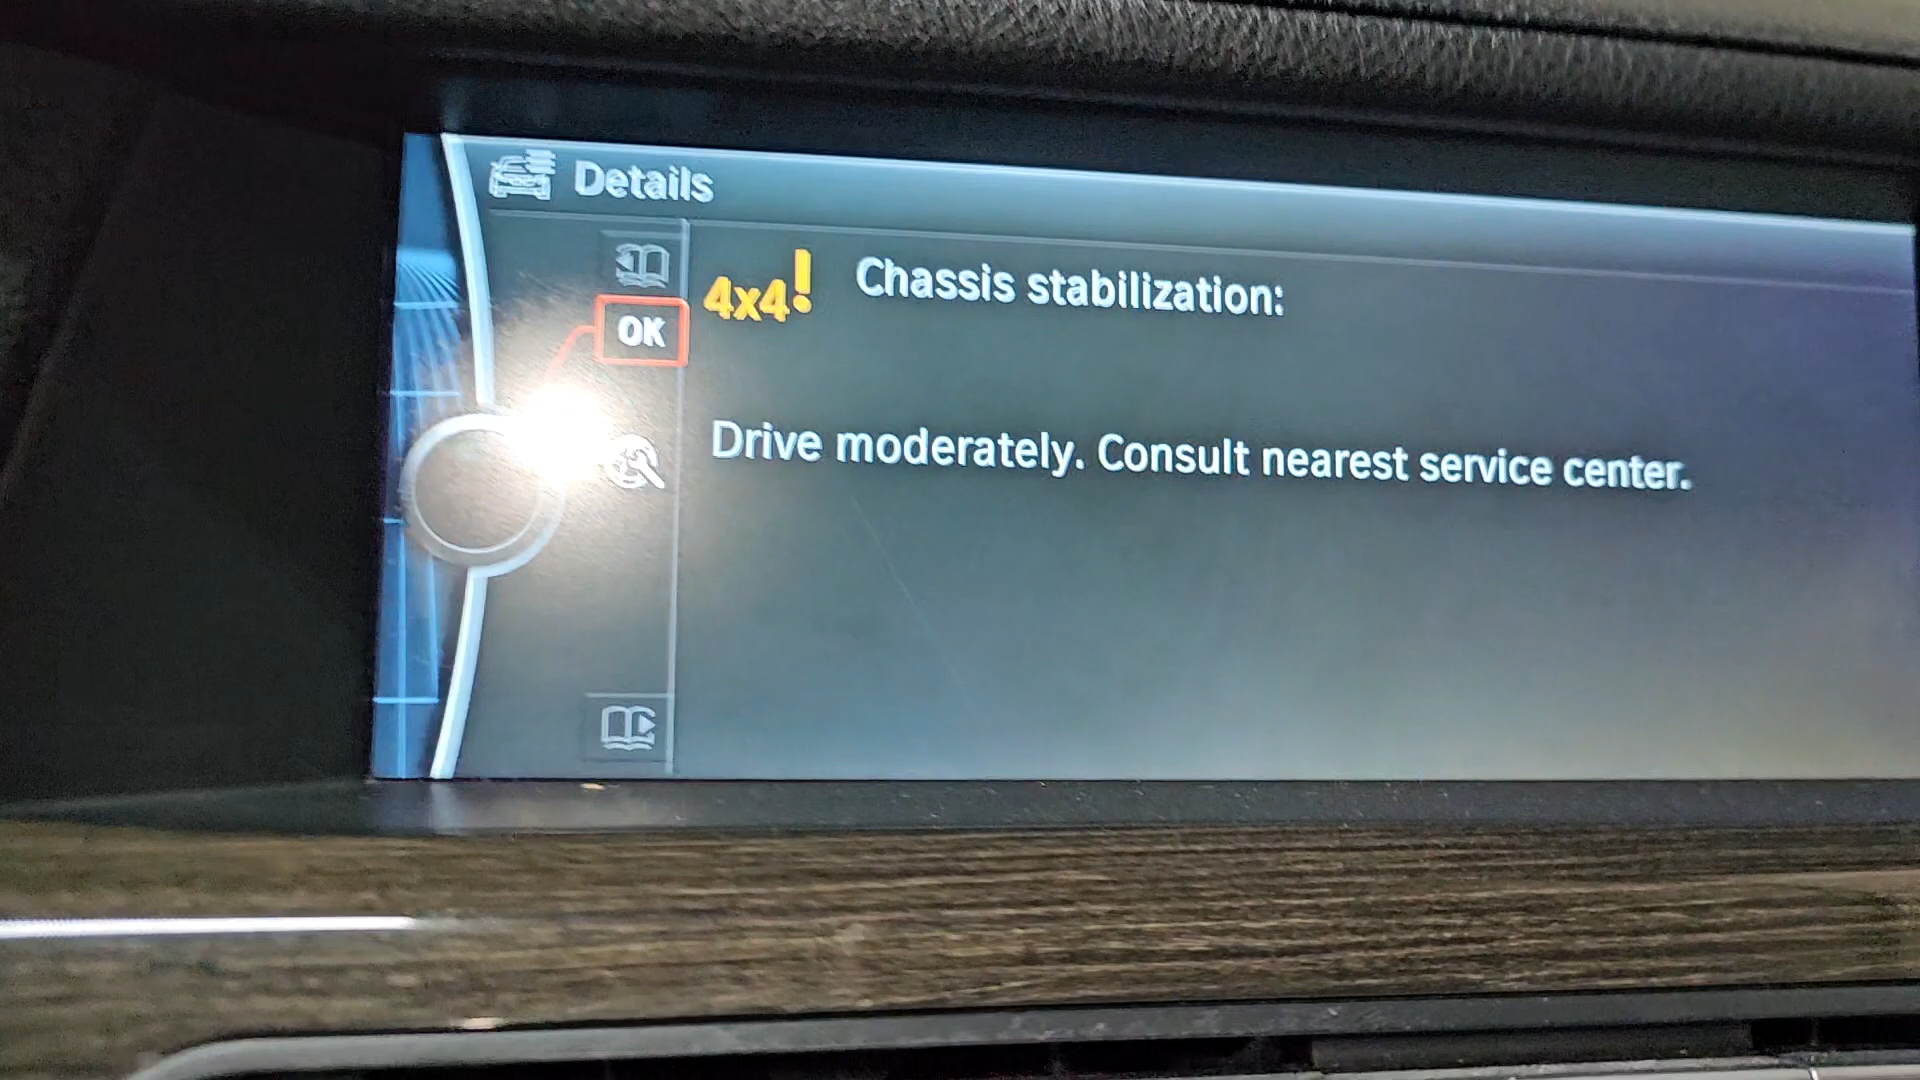 Details
4x4! Chassis stabilization:
OK
Drive moderately. Consult nearest service center.